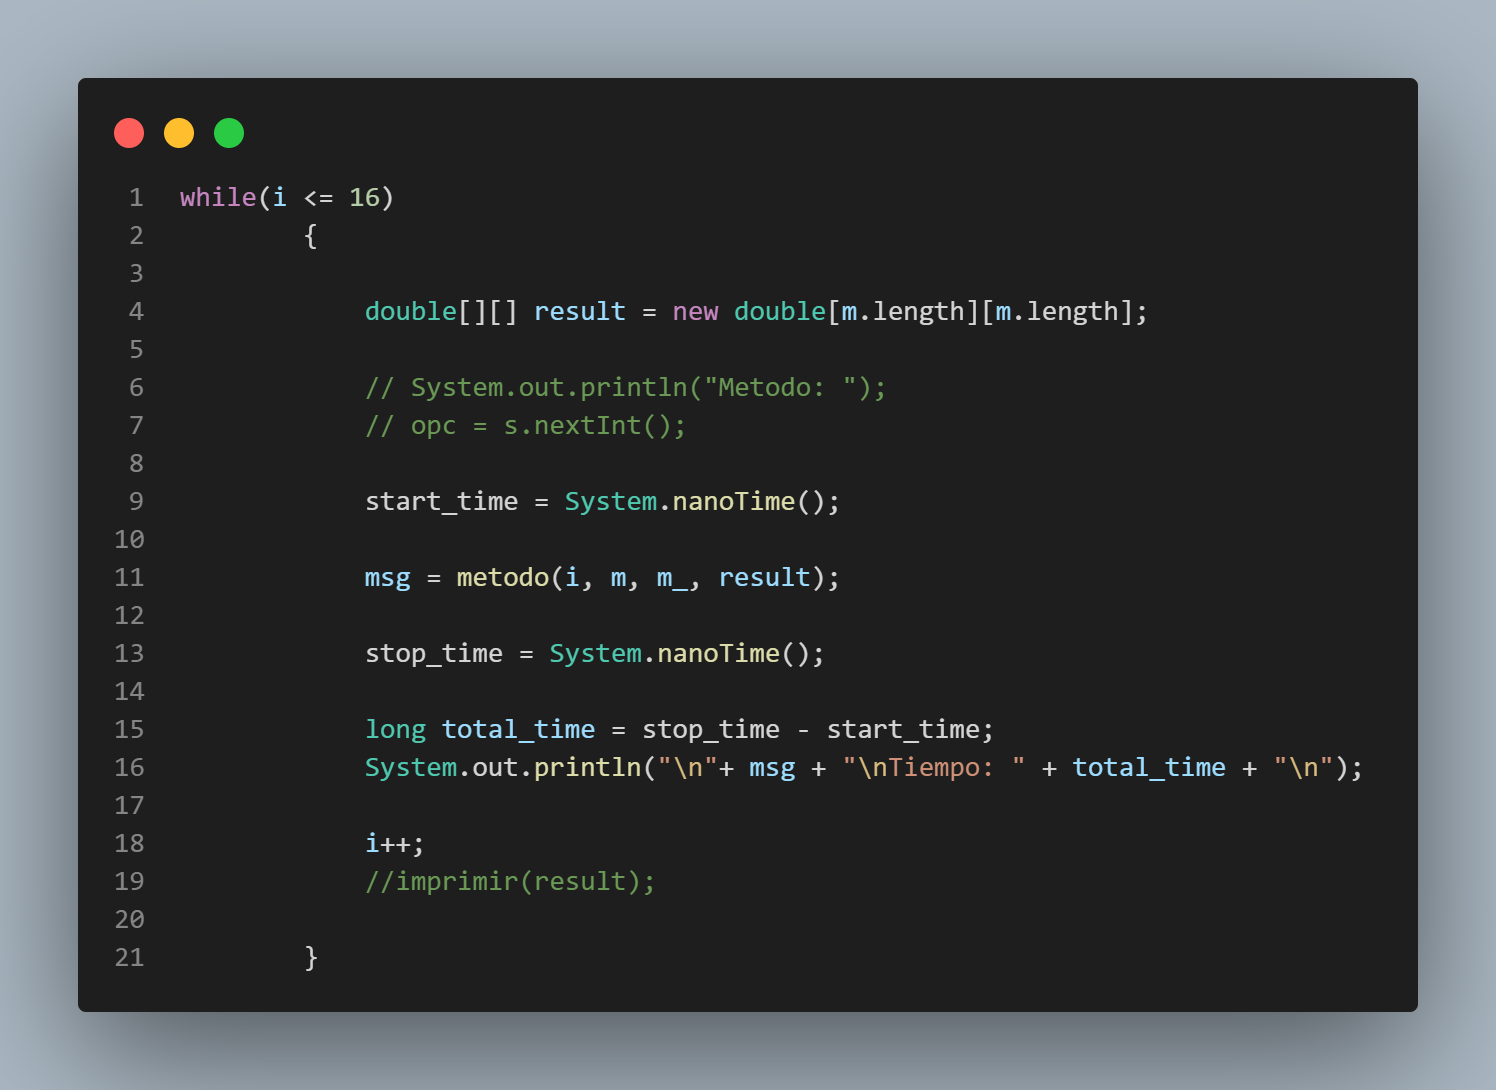 1 while(i <= 16)
2 {
3
4 double[][] result = new double[m.length][m.length];
5
6 // System.out.println("Metodo: ");
7 // opc = s.nextInt();
8
9 start_time = System.nanoTime();
10
11 msg = metodo(i, m, m_, result);
12
13 stop_time = System.nanoTime();
14
15 long total_time = stop_time - start_time;
16 System.out.println("\n"+ msg + "\nTiempo: " + total_time + "\n");
17
18 i++;
19 //imprimir(result);
20
21 }